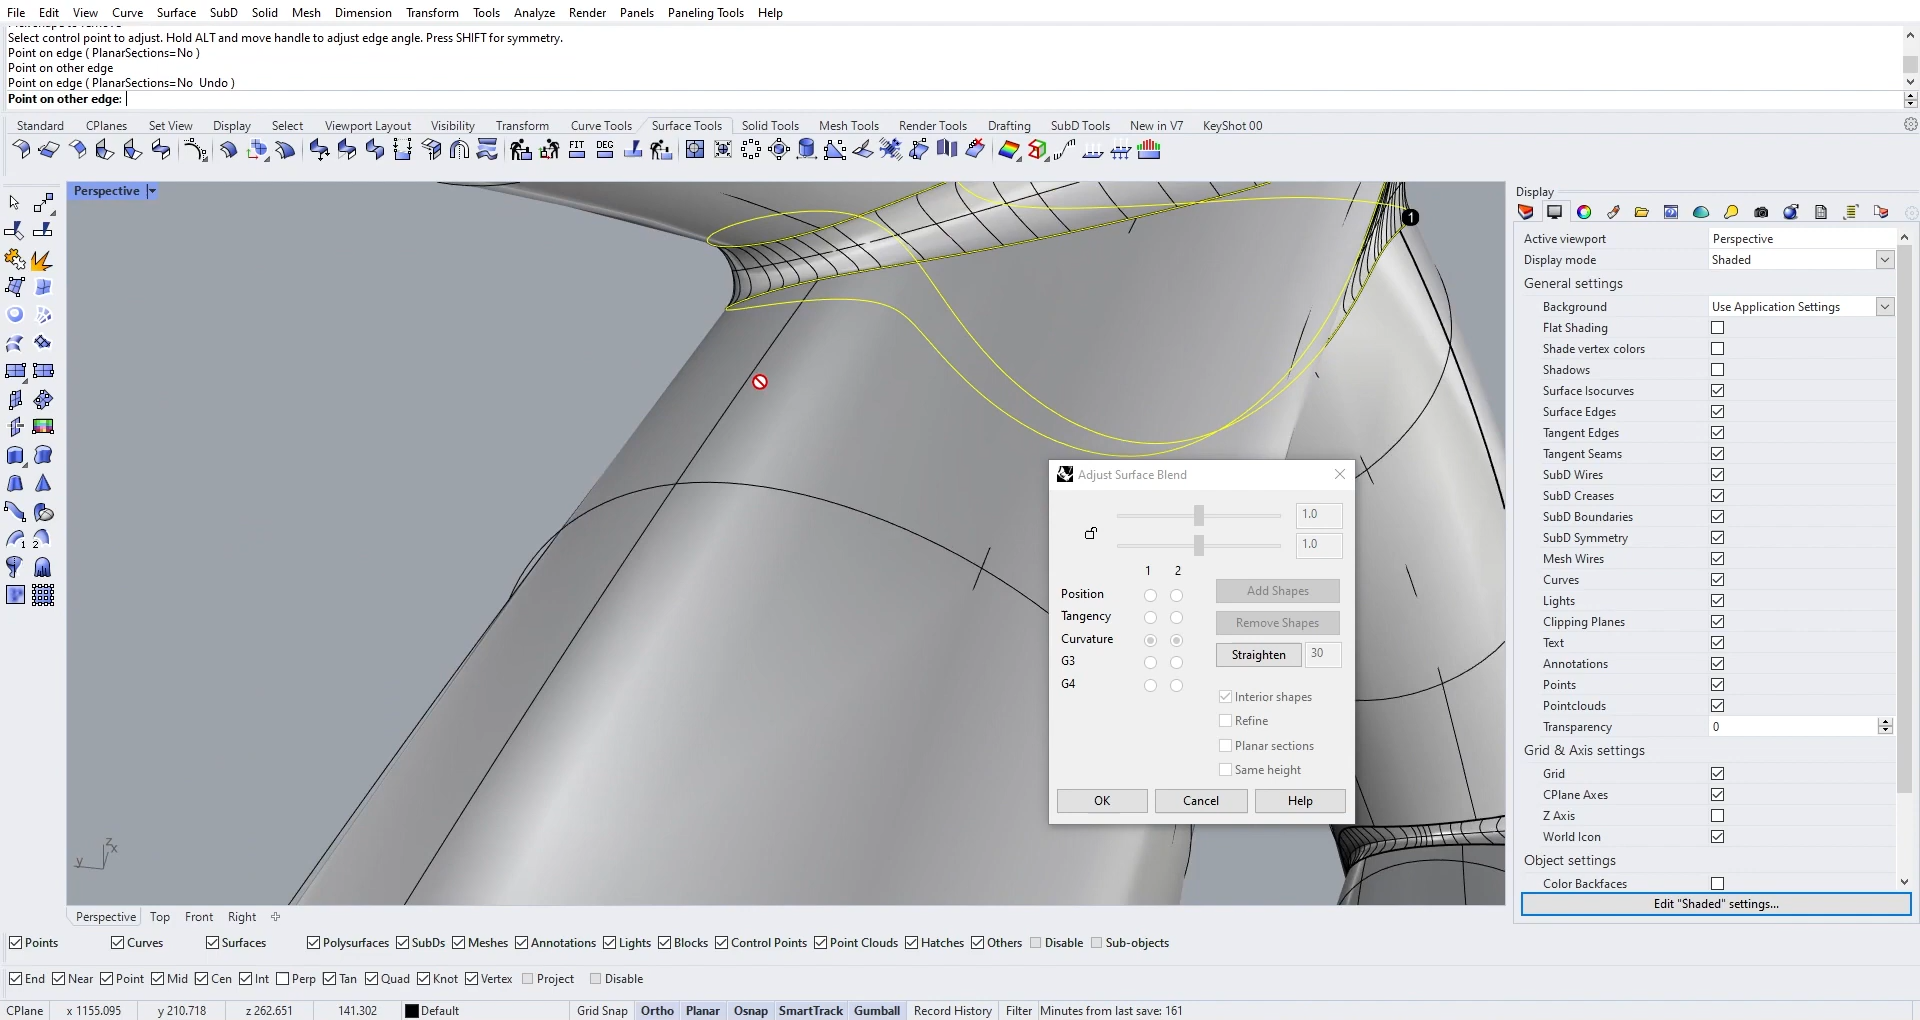 File Edit View Curve Surface SubD Solid Mesh Dimension Transform Tools Analyze Render Panels Paneling Tools Help
Select control point to adjust. Hold ALT and move handle to adjust edge angle. Press SHIFT for symmetry.
Point on edge ( PlanarSections=No )
Point on other edge
Point on edge ( PlanarSections=No Undo )
Point on other edge:
Standard CPlanes Set View Display Select Viewport Layout Visibility Transform Curve Tools Surface Tools Solid Tools Mesh Tools Render Tools Drafting SubD Tools New in V7 KeyShot 00
FIT DEG
Perspective
1
Adjust Surface Blend
1.0
1.0
1 2
Position
Tangency
Curvature
G3
G4
Add Shapes
Remove Shapes
Straighten 30
Interior shapes
Refine
Planar sections
Same height
OK Cancel Help
z x
y
Display
Active viewport Perspective
Display mode Shaded
General settings
Background Use Application Settings
Flat Shading
Shade vertex colors
Shadows
Surface Isocurves
Surface Edges
Tangent Edges
Tangent Seams
SubD Wires
SubD Creases
SubD Boundaries
SubD Symmetry
Mesh Wires
Curves
Lights
Clipping Planes
Text
Annotations
Points
Pointclouds
Transparency 0
Grid & Axis settings
Grid
CPlane Axes
Z Axis
World Icon
Object settings
Color Backfaces
Edit "Shaded" settings...
Perspective Top Front Right
Points Curves Surfaces Polysurfaces SubDs Meshes Annotations Lights Blocks Control Points Point Clouds Hatches Others Disable Sub-objects
End Near Point Mid Cen Int Perp Tan Quad Knot Vertex Project Disable
CPlane x 1155.095 y 210.718 z 262.651 141.302 Default Grid Snap Ortho Planar Osnap SmartTrack Gumball Record History Filter Minutes from last save: 161